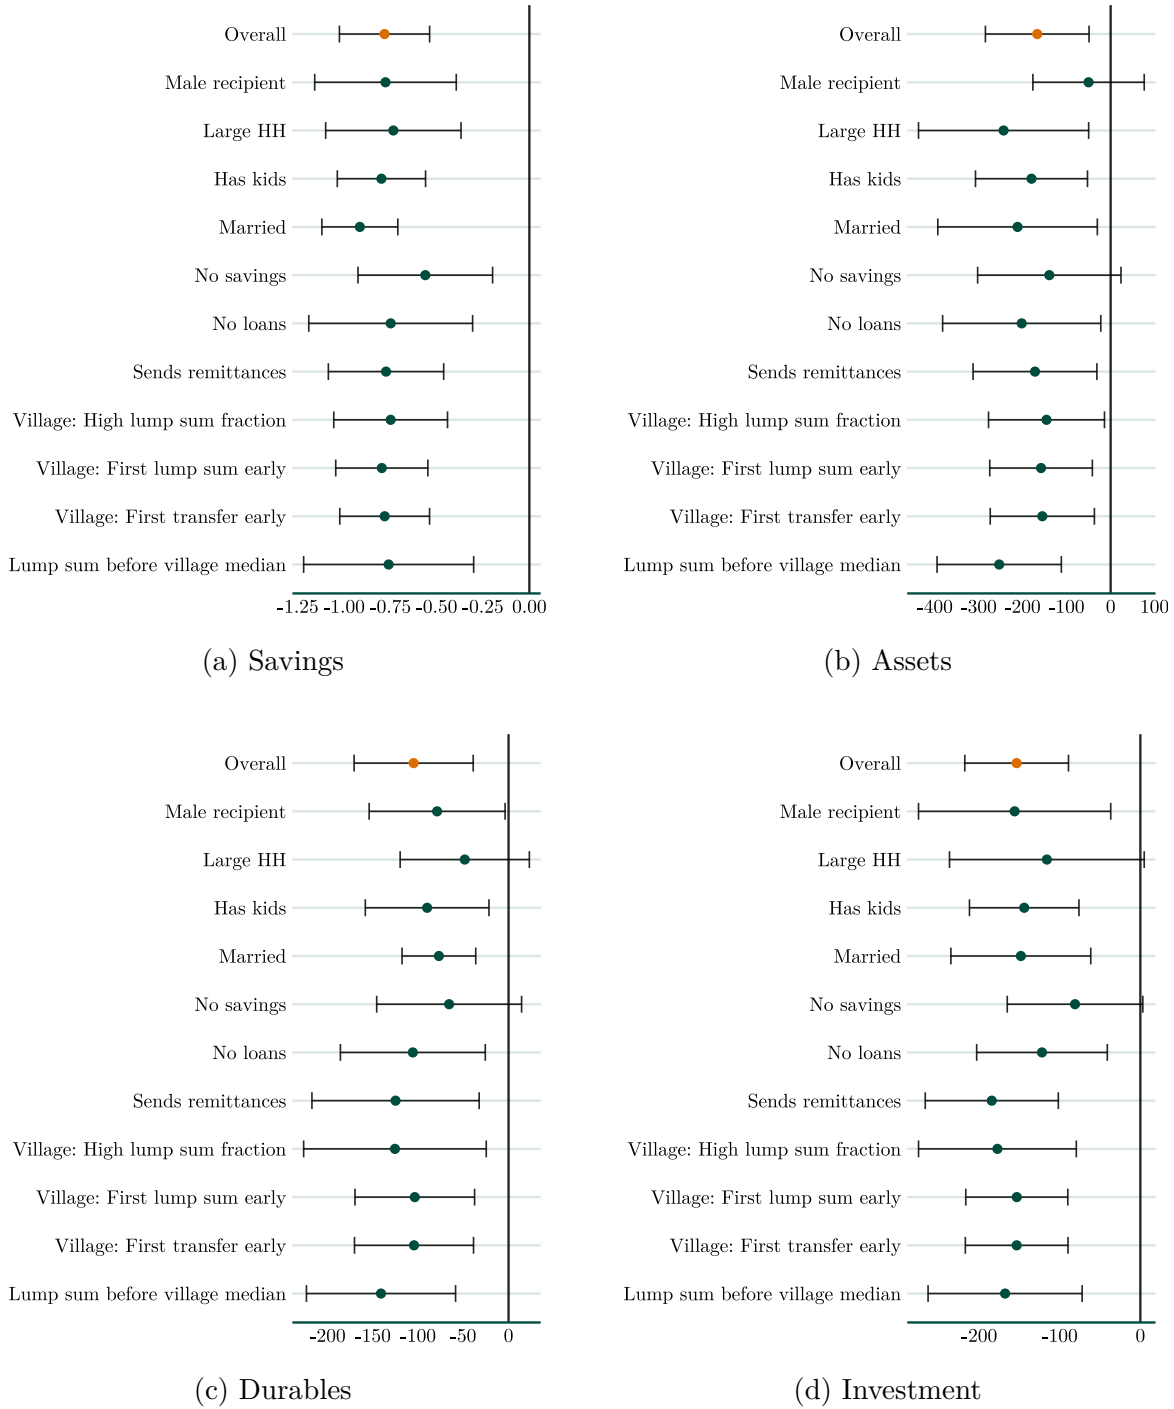 Overall
Male recipient
Large HH
Has kids
Married
No savings
No loans
Sends remittances
Village: High lump sum fraction
Village: First lump sum early
Village: First transfer early
Lump sum before village median
-1.25 -1.00 -0.75 -0.50 -0.25 0.00
(a) Savings
Overall
Male recipient
Large HH
Has kids
Married
No savings
No loans
Sends remittances
Village: High lump sum fraction
Village: First lump sum early
Village: First transfer early
Lump sum before village median
-400 -300 -200 -100 0 100
(b) Assets
Overall
Male recipient
Large HH
Has kids
Married
No savings
No loans
Sends remittances
Village: High lump sum fraction
Village: First lump sum early
Village: First transfer early
Lump sum before village median
-200 -150 -100 -50 0
(c) Durables
Overall
Male recipient
Large HH
Has kids
Married
No savings
No loans
Sends remittances
Village: High lump sum fraction
Village: First lump sum early
Village: First transfer early
Lump sum before village median
-200 -100 0
(d) Investment